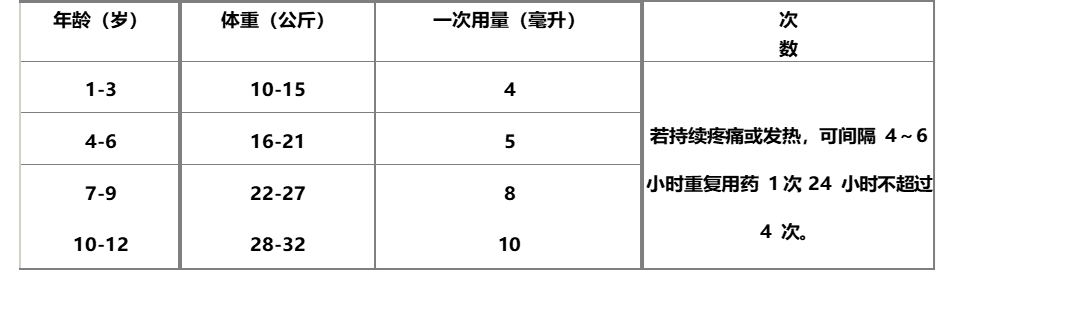 年龄（岁） 体重（公斤） 一次用量（毫升） 次
数
1-3 10-15 4
4-6 16-21 5
若持续疼痛或发热，可间隔 4～6
小时重复用药 1次 24 小时不超过
4 次。
7-9 22-27 8
10-12 28-32 10